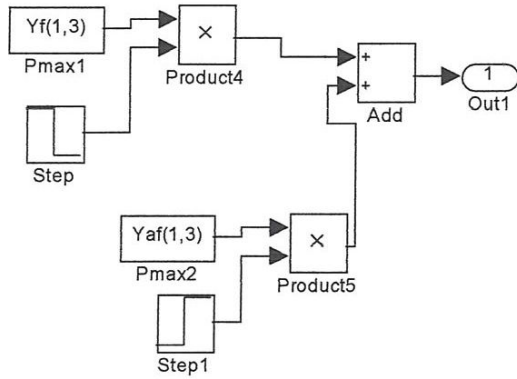 Yf(1,3)
Pmax1
×
Product4
Step
+
+
Add
1
Out1
Yaf(1,3)
Pmax2
×
Product5
Step1